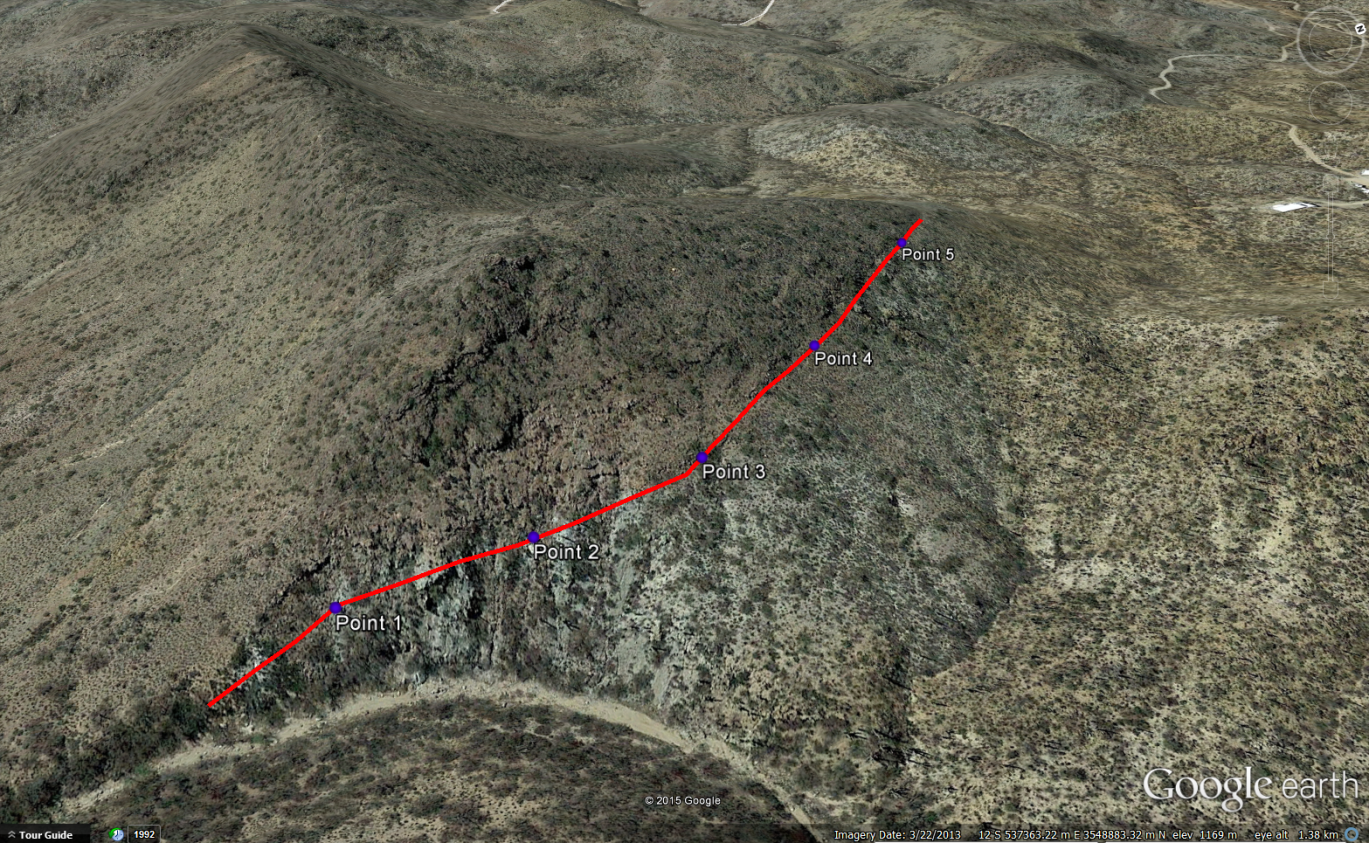 Point 5
Point 4
Point 3
Point 2
Point 1
Google earth
© 2015 Google
Tour Guide
1992
Imagery Date: 3/22/2013 12 S 537363.22 m E 3548883.32 m N elev 1169 m eye alt 1.38 km